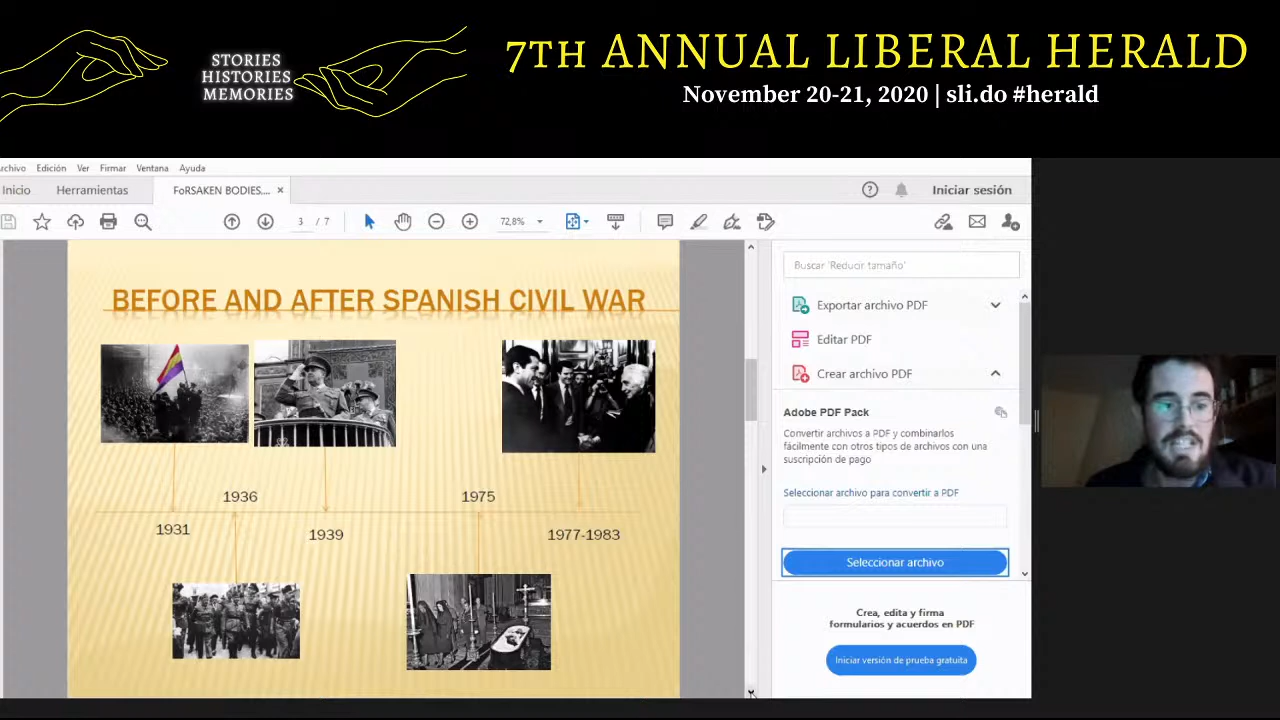 STORIES
HISTORIES
MEMORIES
7TH ANNUAL LIBERAL HERALD
November 20-21, 2020 | sli.do #herald
rchivo Edición Ver Firmar Ventana Ayuda
Inicio Herramientas FoRSAKEN BODIES.... × Iniciar sesión
3 / 7 72,8%
BEFORE AND AFTER SPANISH CIVIL WAR
1936 1975
1931 1939 1977-1983
Buscar 'Reducir tamaño'
Exportar archivo PDF
Editar PDF
Crear archivo PDF
Adobe PDF Pack
Convertir archivos a PDF y combinarlos
fácilmente con otros tipos de archivos con una
suscripción de pago
Seleccionar archivo para convertir a PDF
Seleccionar archivo
Crea, edita y firma
formularios y acuerdos en PDF
Iniciar versión de prueba gratuita